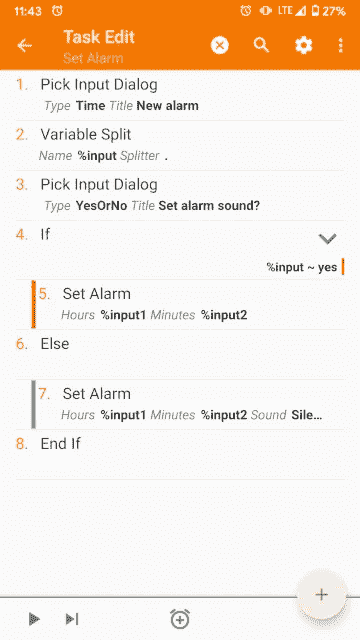 11:43 LTE 27%
Task Edit
Set Alarm
1. Pick Input Dialog
Type Time Title New alarm
2. Variable Split
Name %input Splitter .
3. Pick Input Dialog
Type YesOrNo Title Set alarm sound?
4. If
%input ~ yes
5. Set Alarm
Hours %input1 Minutes %input2
6. Else
7. Set Alarm
Hours %input1 Minutes %input2 Sound Sile...
8. End If